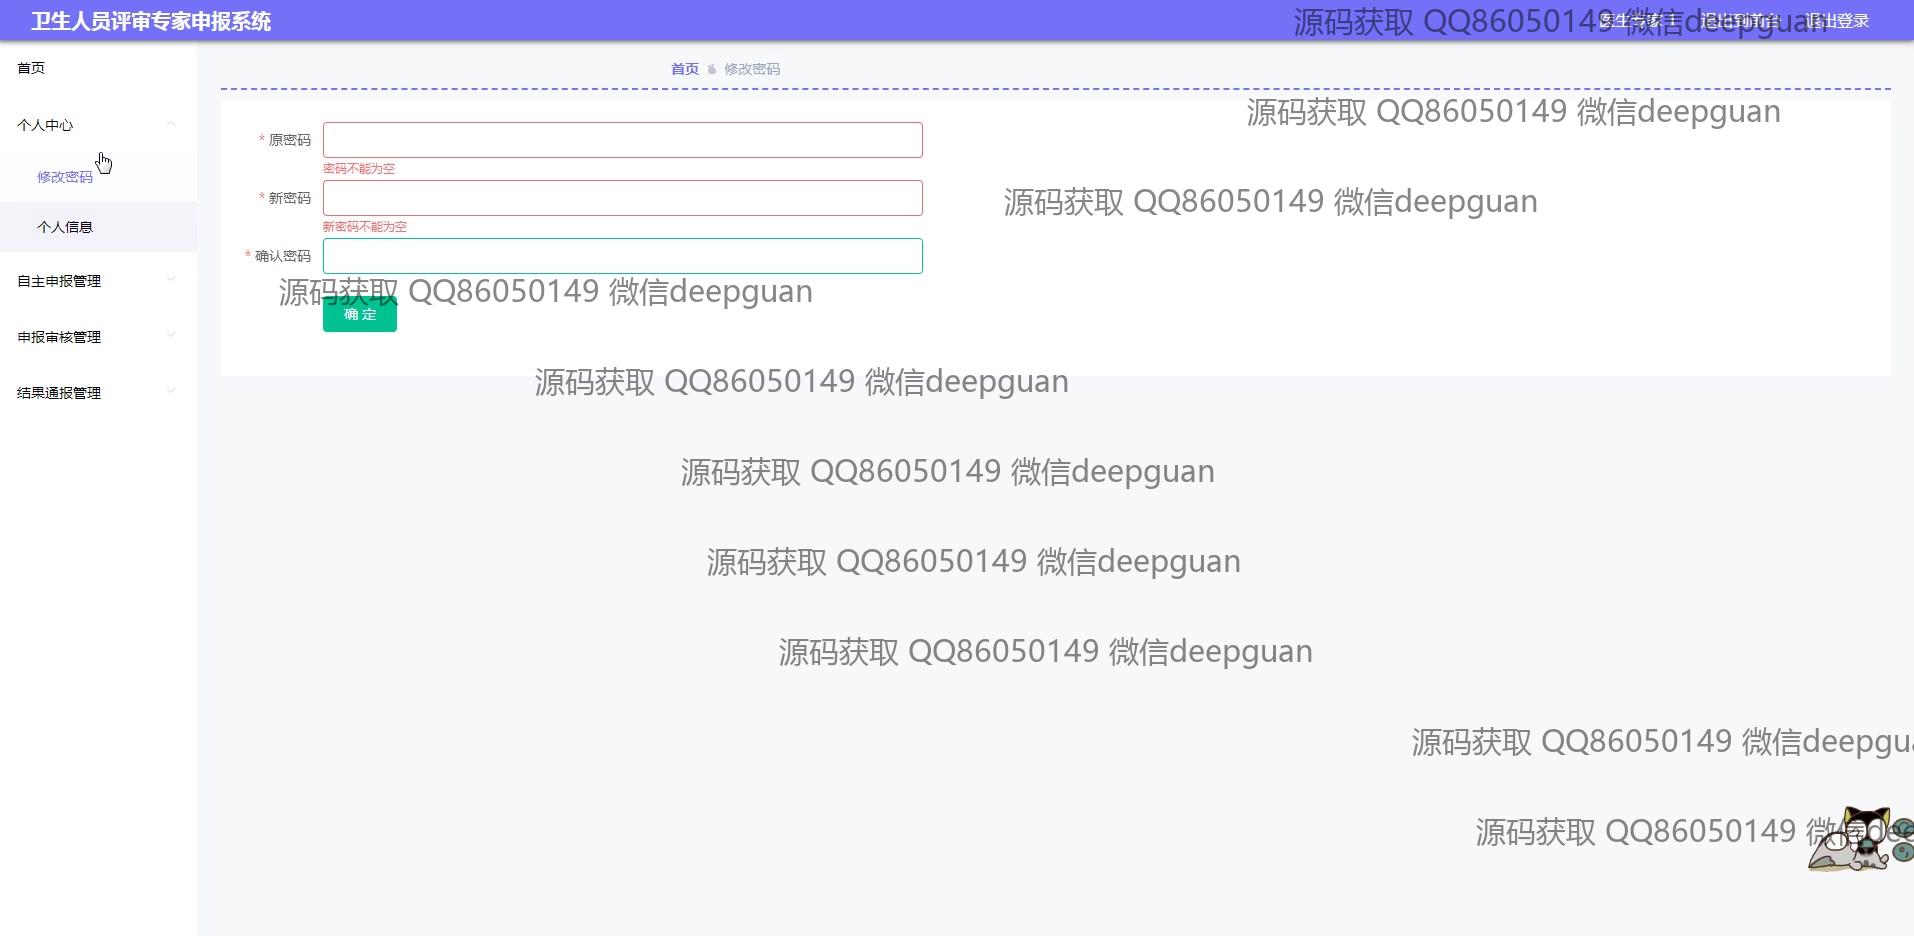 卫生人员评审专家申报系统
源码获取 QQ86050149 微信deepguan
退出到前台
退出登录
首页
个人中心
修改密码
个人信息
自主申报管理
申报审核管理
结果通报管理
首页 修改密码
源码获取 QQ86050149 微信deepguan
* 原密码
密码不能为空
* 新密码
源码获取 QQ86050149 微信deepguan
新密码不能为空
* 确认密码
源码获取 QQ86050149 微信deepguan
确定
源码获取 QQ86050149 微信deepguan
源码获取 QQ86050149 微信deepguan
源码获取 QQ86050149 微信deepguan
源码获取 QQ86050149 微信deepguan
源码获取 QQ86050149 微信deepgu
源码获取 QQ86050149 微信dee